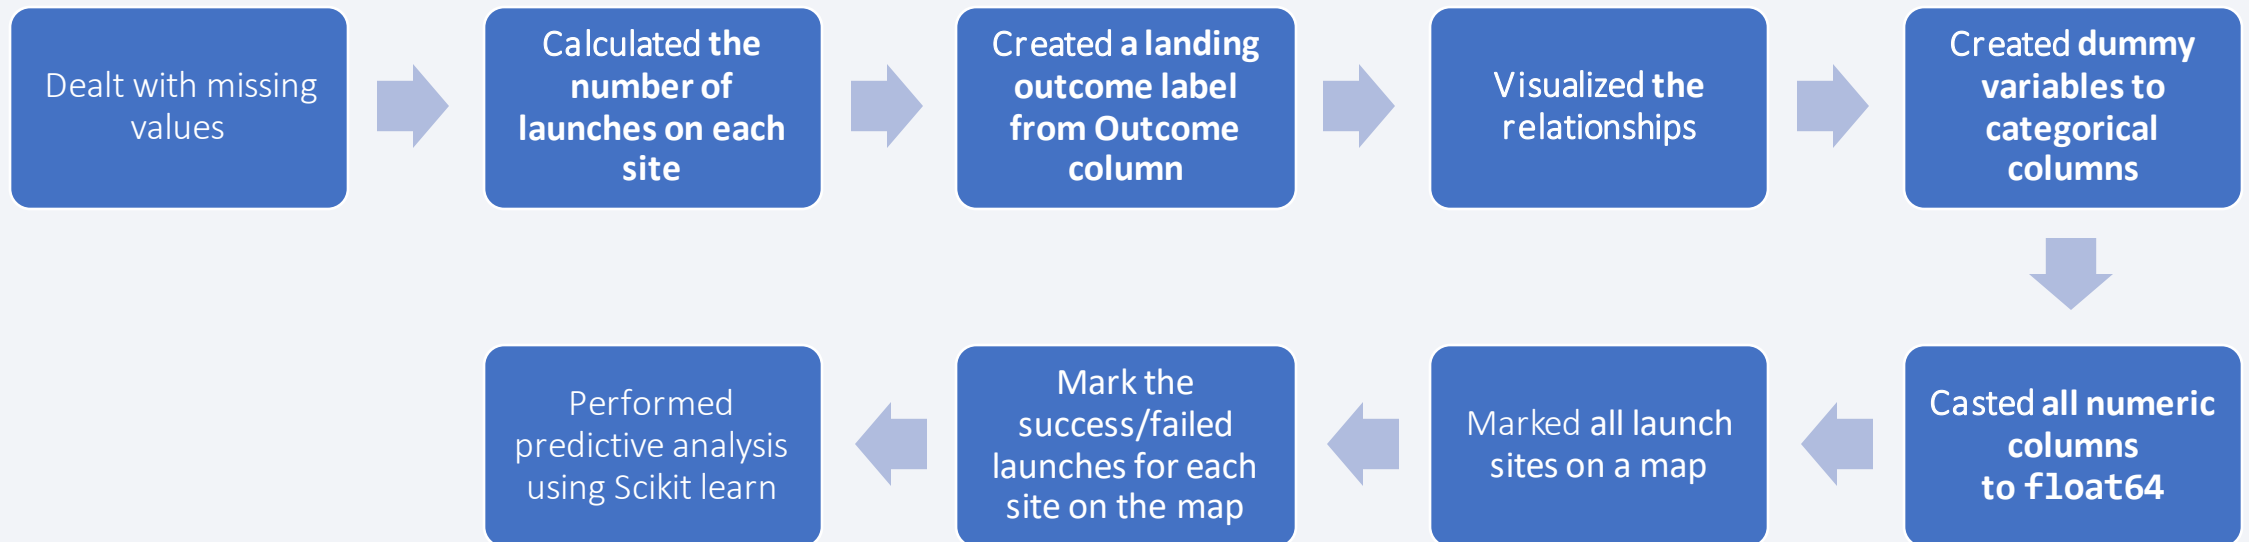 Dealt with missing
values
Calculated the
number of
launches on each
site
Created a landing
outcome label
from Outcome
column
Visualized the
relationships
Created dummy
variables to
categorical
columns
Casted all numeric
columns
to float64
Marked all launch
sites on a map
Mark the
success/failed
launches for each
site on the map
Performed
predictive analysis
using Scikit learn